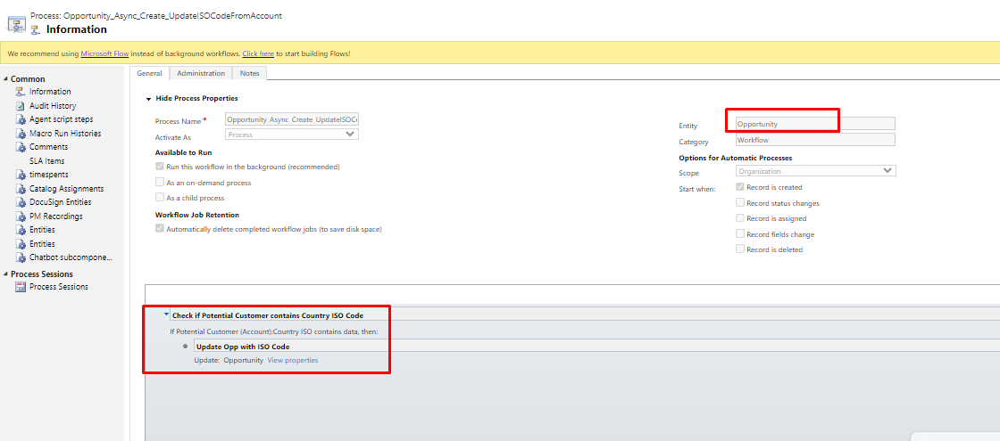 Process: Opportunity_Async_Create_UpdateISOCodeFromAccount
Information
We recommend using Microsoft Flow instead of background workflows. Click here to start building Flows!
Common
Information
Audit History
Agent script steps
Macro Run Histories
Comments
SLA Items
timespents
Catalog Assignments
DocuSign Entities
PM Recordings
Entities
Entities
Chatbot subcompone...
Process Sessions
Process Sessions
General Administration Notes
Hide Process Properties
Process Name * Opportunity_Async_Create_UpdateISOC
Activate As Process
Available to Run
Run this workflow in the background (recommended)
As an on-demand process
As a child process
Workflow Job Retention
Automatically delete completed workflow jobs (to save disk space)
Entity Opportunity
Category Workflow
Options for Automatic Processes
Scope Organization
Start when: Record is created
Record status changes
Record is assigned
Record fields change
Record is deleted
Check if Potential Customer contains Country ISO Code
If Potential Customer (Account):Country ISO contains data, then:
Update Opp with ISO Code
Update: Opportunity View properties